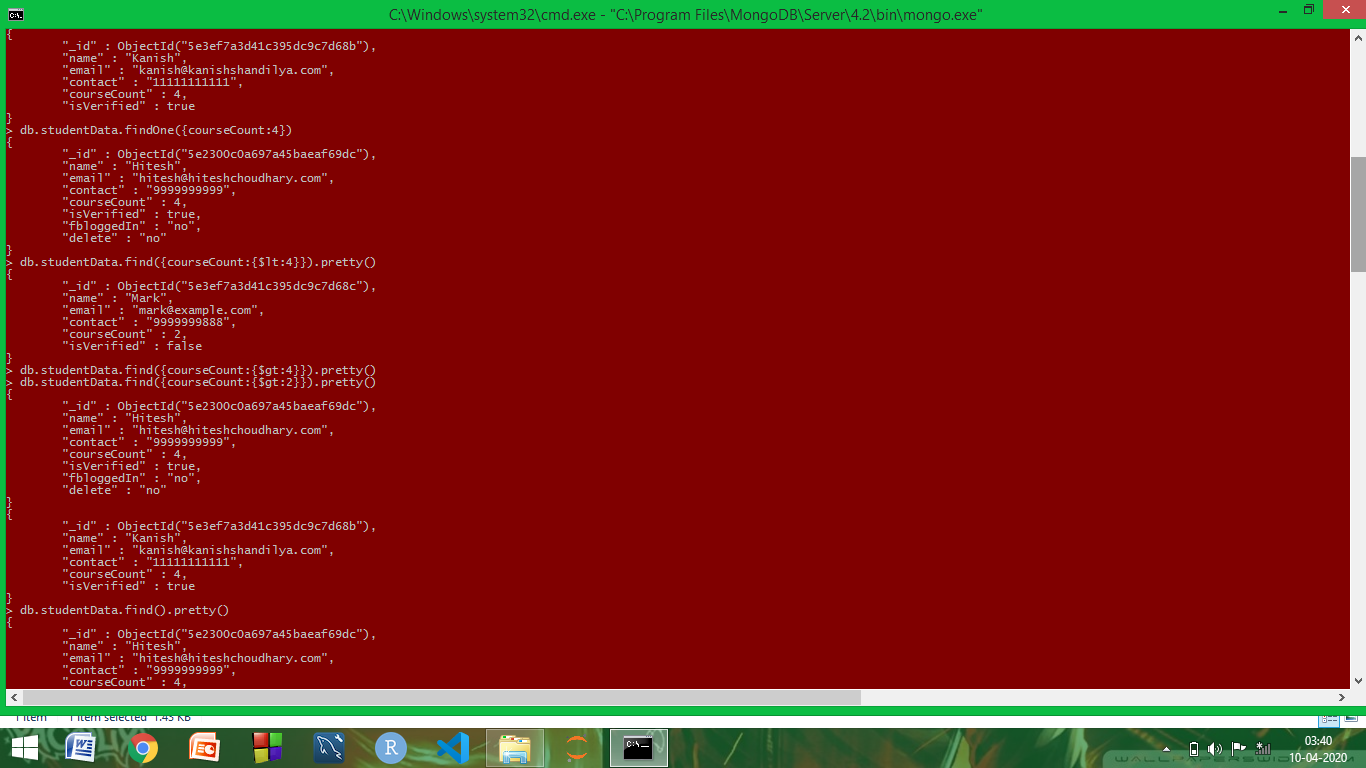 C:\Windows\system32\cmd.exe - "C:\Program Files\MongoDB\Server\4.2\bin\mongo.exe"
{
"_id" : ObjectId("5e3ef7a3d41c395dc9c7d68b"),
"name" : "Kanish",
"email" : "kanish@kanishshandilya.com",
"contact" : "11111111111",
"courseCount" : 4,
"isVerified" : true
}
> db.studentData.findOne({courseCount:4})
{
"_id" : ObjectId("5e2300c0a697a45baeaf69dc"),
"name" : "Hitesh",
"email" : "hitesh@hiteshchoudhary.com",
"contact" : "9999999999",
"courseCount" : 4,
"isVerified" : true,
"fbloggedIn" : "no",
"delete" : "no"
}
> db.studentData.find({courseCount:{$lt:4}}).pretty()
{
"_id" : ObjectId("5e3ef7a3d41c395dc9c7d68c"),
"name" : "Mark",
"email" : "mark@example.com",
"contact" : "9999999888",
"courseCount" : 2,
"isVerified" : false
}
> db.studentData.find({courseCount:{$gt:4}}).pretty()
> db.studentData.find({courseCount:{$gt:2}}).pretty()
{
"_id" : ObjectId("5e2300c0a697a45baeaf69dc"),
"name" : "Hitesh",
"email" : "hitesh@hiteshchoudhary.com",
"contact" : "9999999999",
"courseCount" : 4,
"isVerified" : true,
"fbloggedIn" : "no",
"delete" : "no"
}
{
"_id" : ObjectId("5e3ef7a3d41c395dc9c7d68b"),
"name" : "Kanish",
"email" : "kanish@kanishshandilya.com",
"contact" : "11111111111",
"courseCount" : 4,
"isVerified" : true
}
> db.studentData.find().pretty()
{
"_id" : ObjectId("5e2300c0a697a45baeaf69dc"),
"name" : "Hitesh",
"email" : "hitesh@hiteshchoudhary.com",
"contact" : "9999999999",
"courseCount" : 4,
1 item 1 item selected 1.45 KB
03:40
10-04-2020